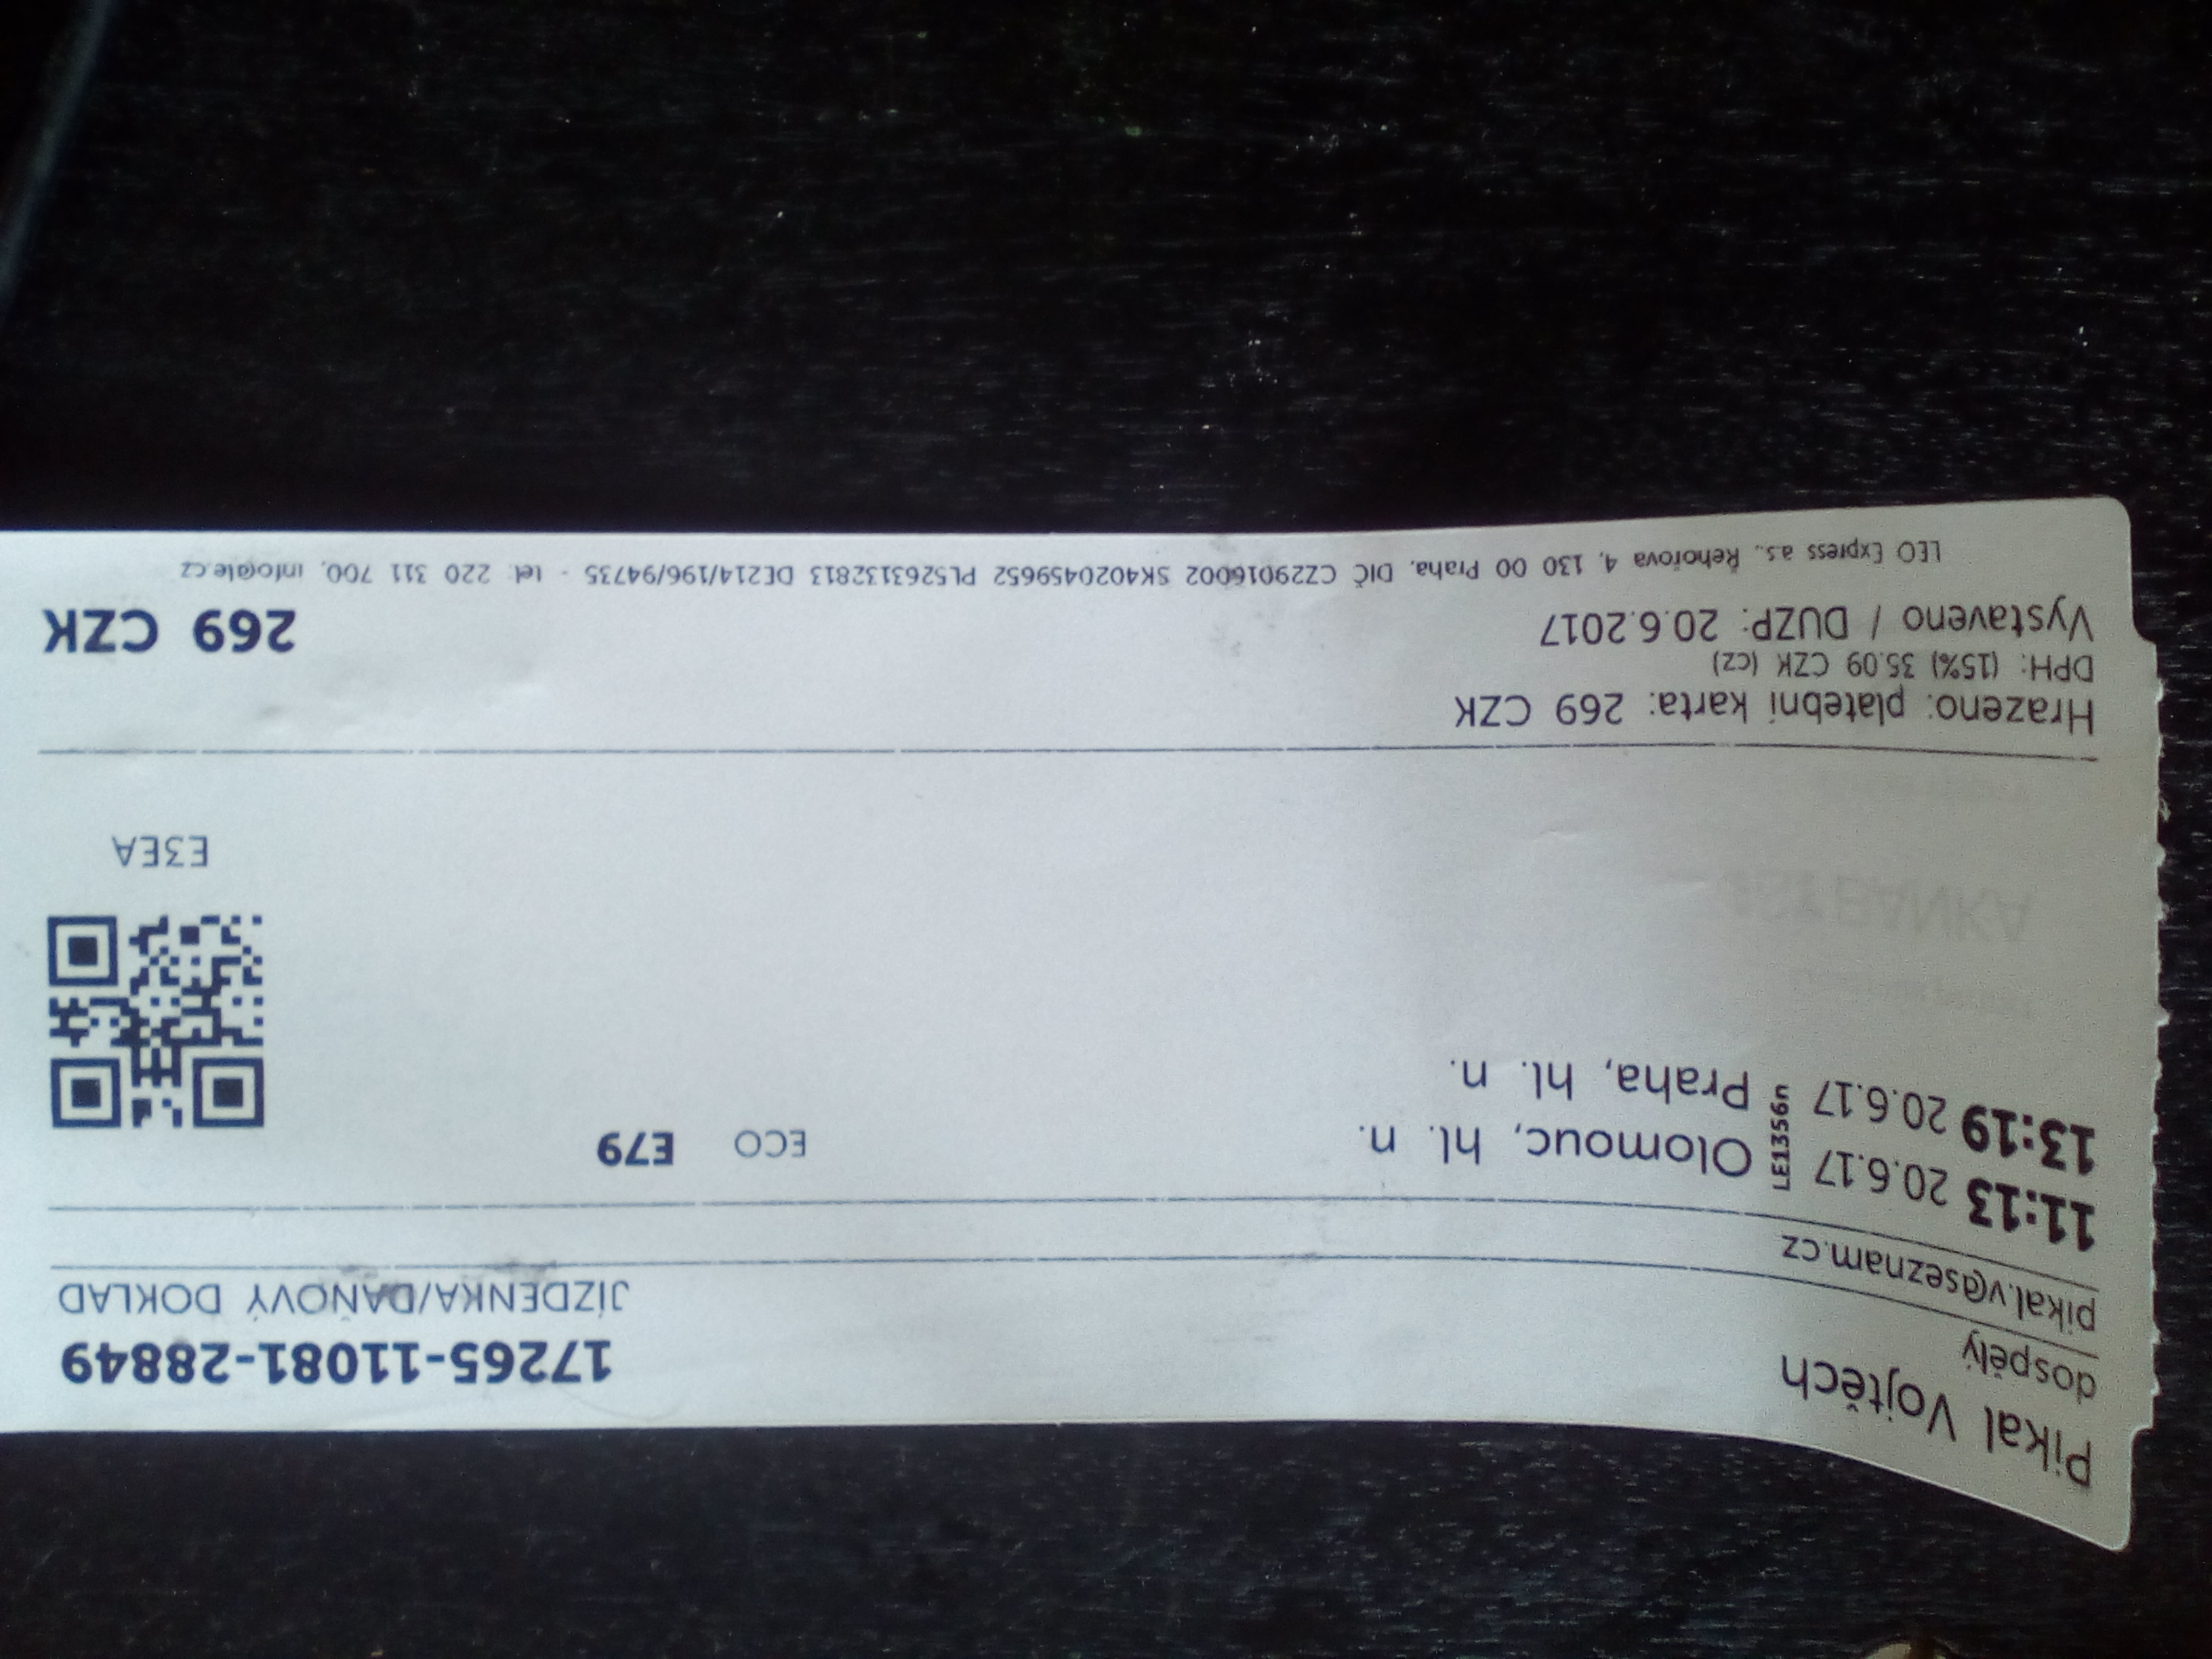 Pikal Vojtěch
17265-11081-28849
dospělý
JÍZDENKA/DAŇOVÝ DOKLAD
pikal.v@seznam.cz
11:13 20.6.17 Olomouc, hl. n. ECO E79
LE1356n
13:19 20.6.17 Praha, hl. n.
E3EA
Hrazeno: platební karta: 269 CZK
DPH: (15%) 35.09 CZK (cz)
Vystaveno / DUZP: 20.6.2017
269 CZK
LEO Express a.s., Řehořova 4, 130 00 Praha, DIČ CZ29016002 SK4020459652 PL5263132813 DE214/196/94735 - tel. 220 311 700, info@le.cz
BANKA